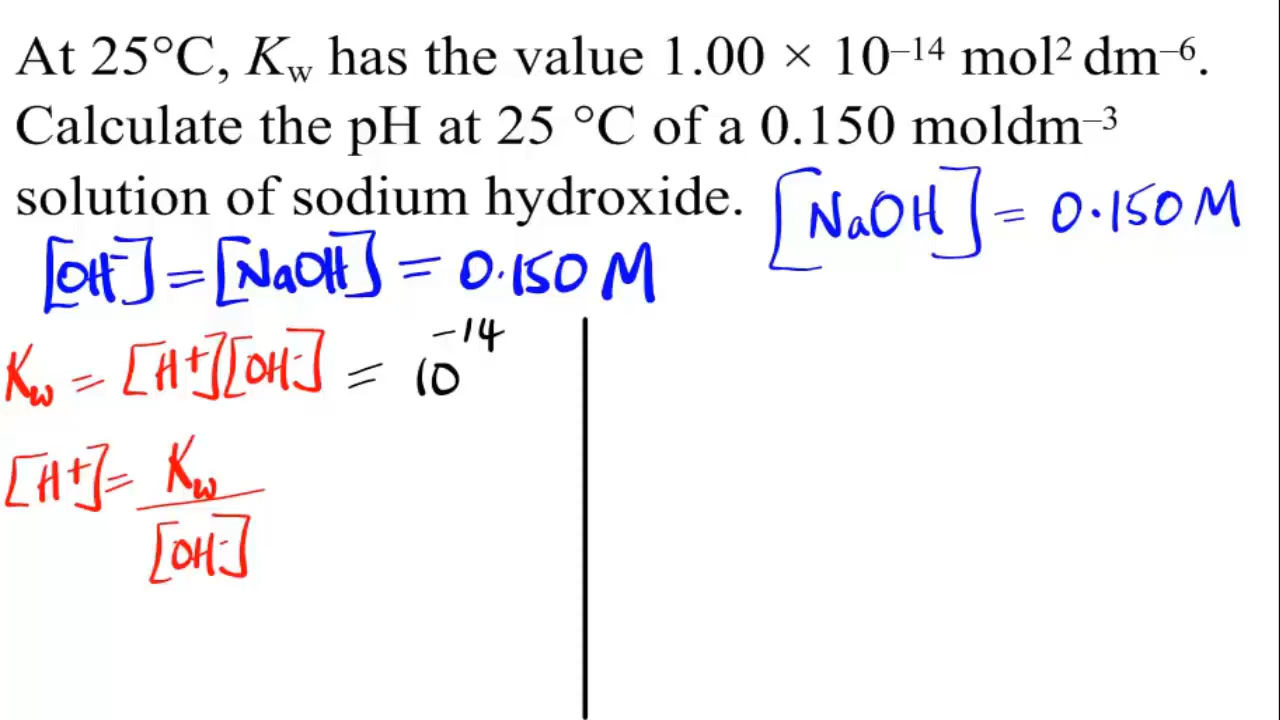 At 25°C, Kw has the value 1.00 × 10⁻¹⁴ mol² dm⁻⁶.
Calculate the pH at 25 °C of a 0.150 moldm⁻³
solution of sodium hydroxide. [NaOH] = 0.150 M
[OH⁻] = [NaOH] = 0.150 M
Kw = [H⁺][OH⁻] = 10⁻¹⁴
[H⁺] = Kw
[OH⁻]